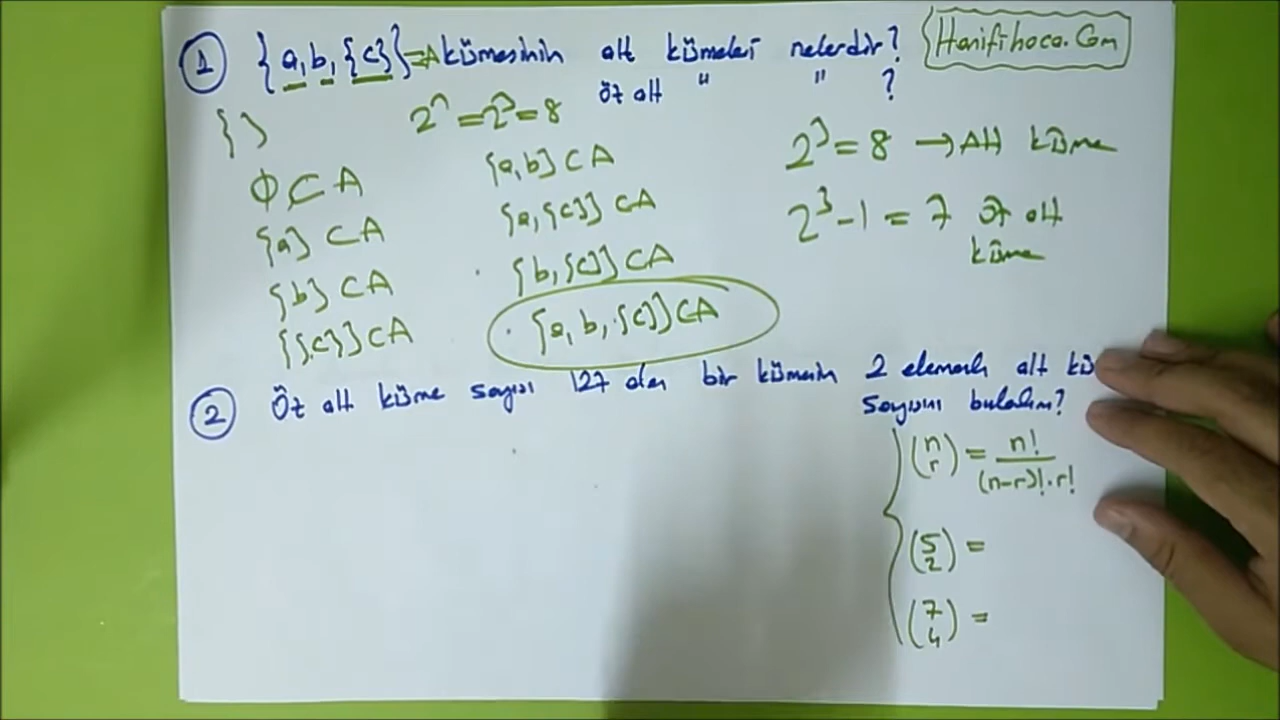 1 {a, b, {c}} = A kümesinin alt kümeleri nelerdir?
öz alt " " ?
Hanifihoca.Com
{ }
2ⁿ = 2³ = 8
∅ ⊂ A
{a} ⊂ A
{b} ⊂ A
{{c}} ⊂ A
{a, b} ⊂ A
{a, {c}} ⊂ A
{b, {c}} ⊂ A
{a, b, {c}} ⊂ A
2³ = 8 → Alt küme
2³ - 1 = 7 öz alt
küme
2 Öz alt küme sayısı 127 olan bir kümenin 2 elemanlı alt kü
sayısını bulalım?
(n r) = n! / (n-r)! · r!
(5 2) =
(7 4) =